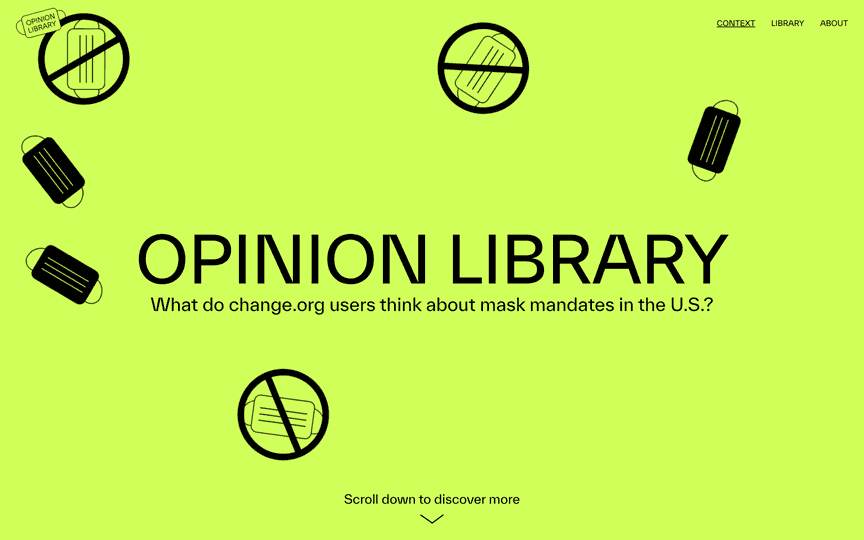 OPINION
LIBRARY
CONTEXT
LIBRARY
ABOUT
OPINION LIBRARY
What do change.org users think about mask mandates in the U.S.?
Scroll down to discover more